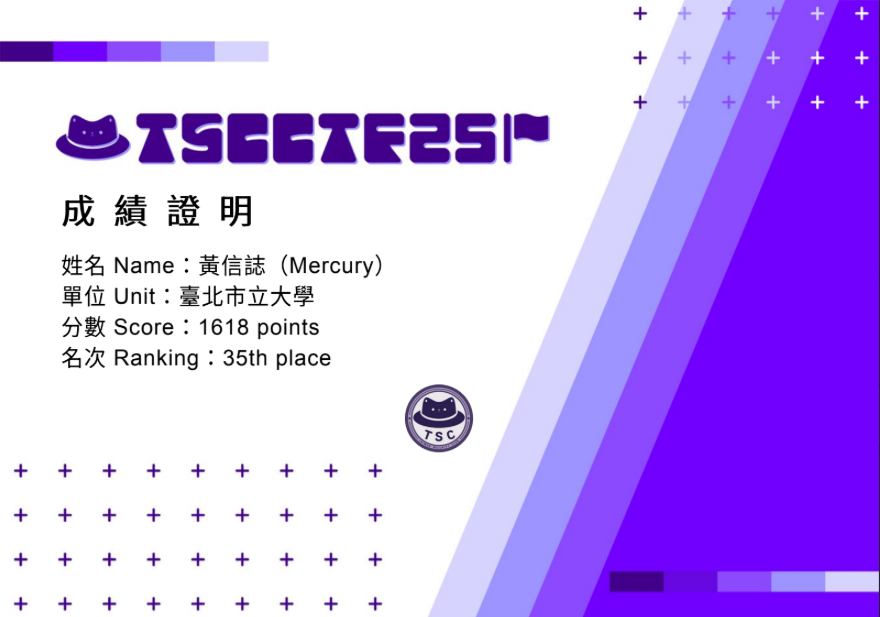 TSCCTF25
成績證明
姓名 Name：黃信誌（Mercury）
單位 Unit：臺北市立大學
分數 Score：1618 points
名次 Ranking：35th place
TSC